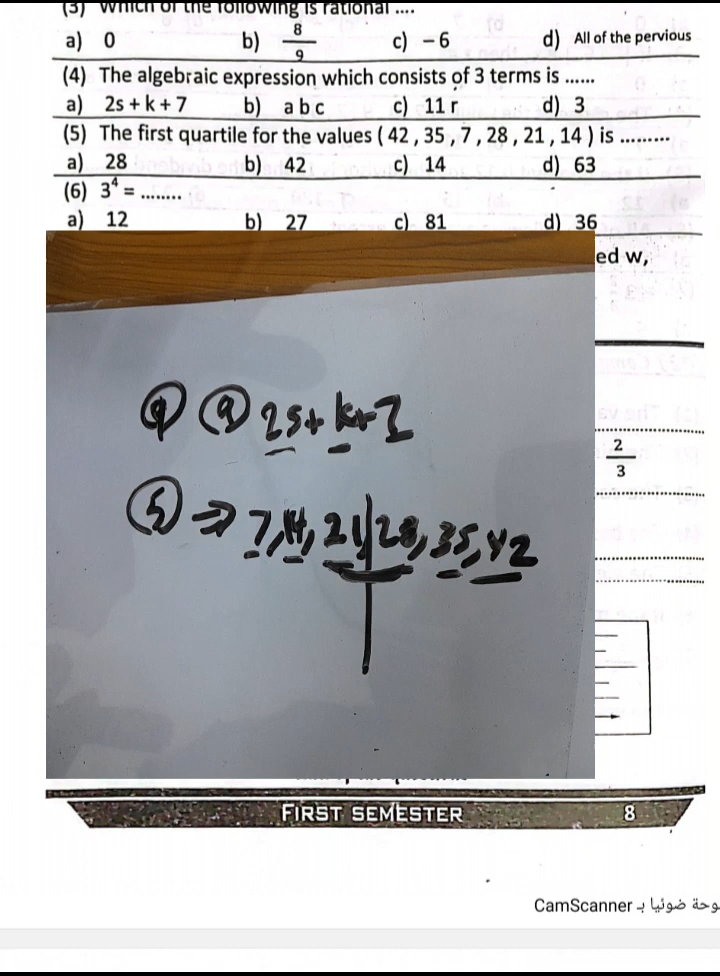 (3) Which of the following is rational ....
a) 0 b) 8/9 c) −6 d) All of the pervious
(4) The algebraic expression which consists of 3 terms is ......
a) 2s + k + 7 b) a b c c) 11 r d) 3
(5) The first quartile for the values ( 42 , 35 , 7 , 28 , 21 , 14 ) is .........
a) 28 b) 42 c) 14 d) 63
(6) 3⁴ = ........
a) 12 b) 27 c) 81 d) 36
ed w,
④ ⓐ 2s+ k+7
2/3
⑤ ⇒ 7, 14, 21, 28, 35, 42
FIRST SEMESTER 8
ضوئيا بـ CamScanner